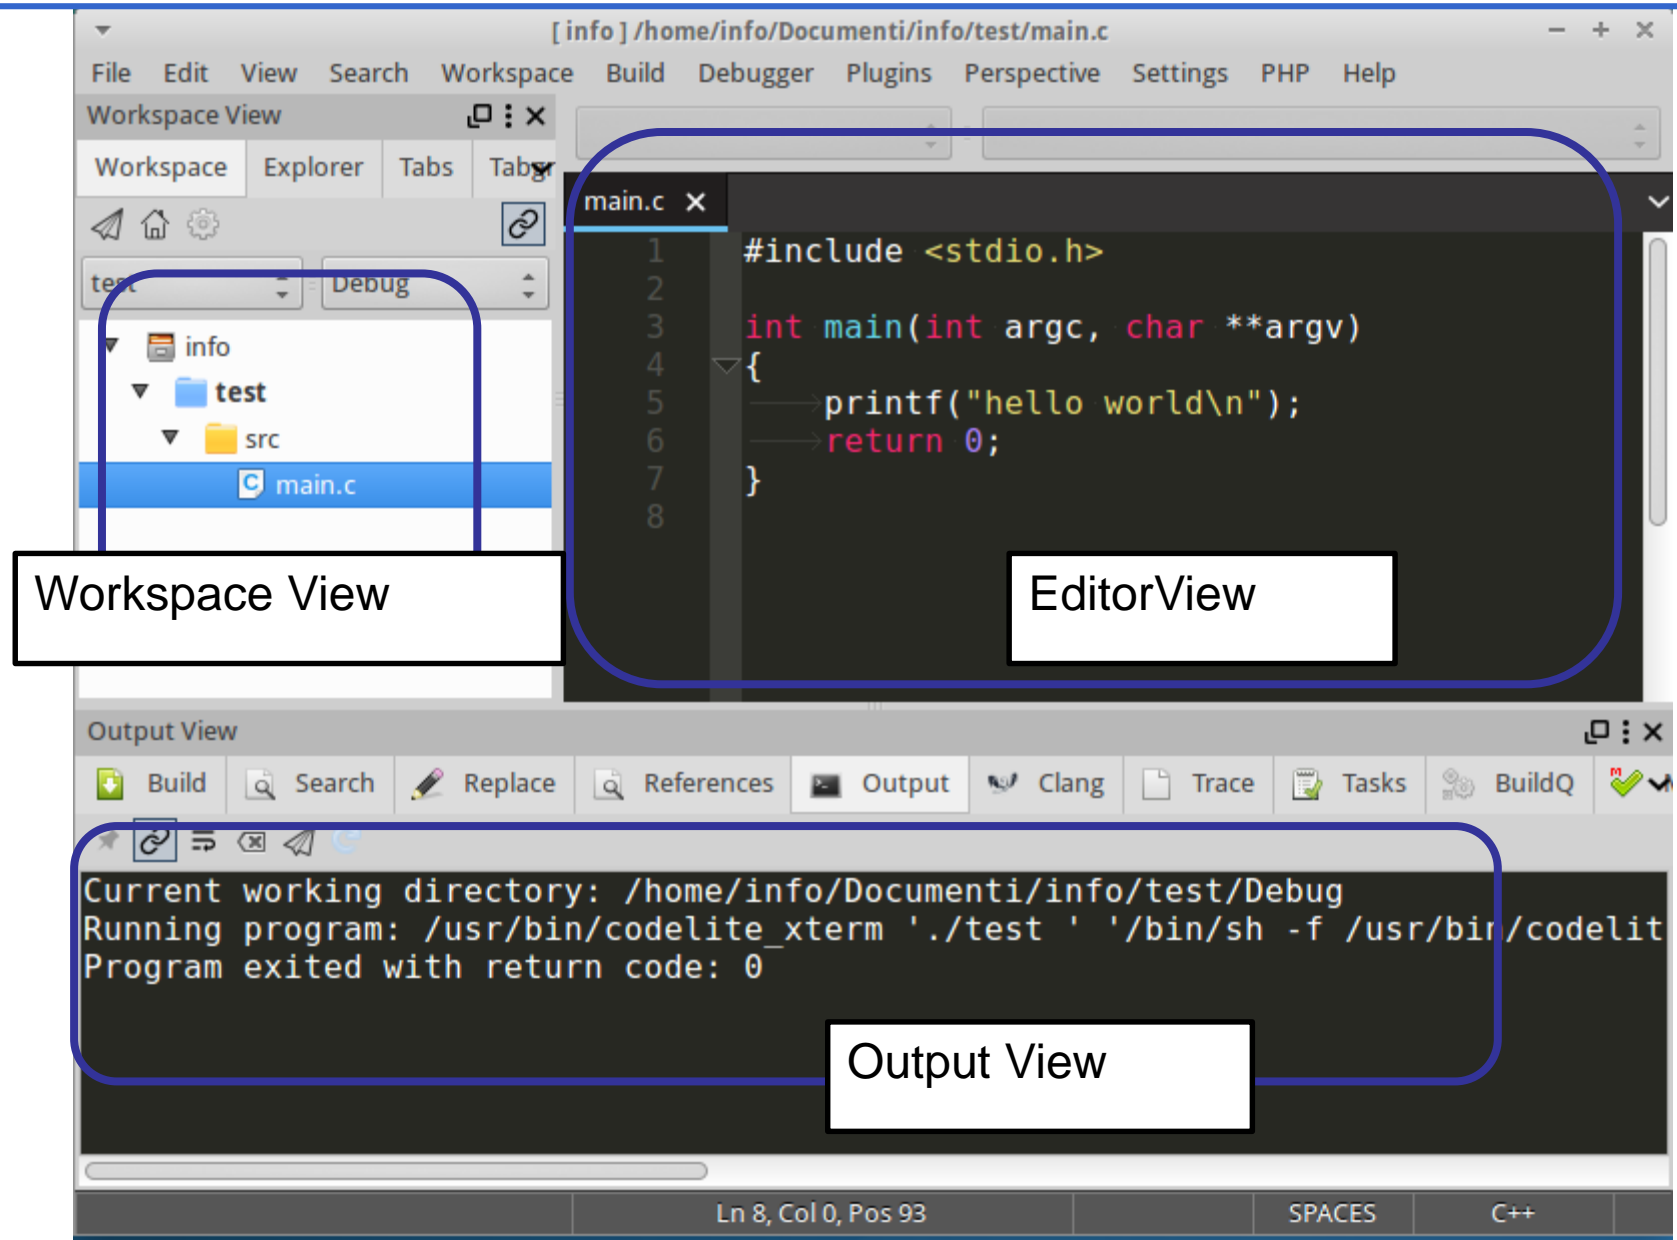 [ info ] /home/info/Documenti/info/test/main.c
File Edit View Search Workspace Build Debugger Plugins Perspective Settings PHP Help
Workspace View
Workspace Explorer Tabs
test Debug
info
test
src
main.c
Workspace View
main.c
1 #include <stdio.h>
2
3 int main(int argc, char **argv)
4 {
5 printf("hello world\n");
6 return 0;
7 }
8
EditorView
Output View
Build Search Replace References Output Clang Trace Tasks BuildQ
Current working directory: /home/info/Documenti/info/test/Debug
Running program: /usr/bin/codelite_xterm './test ' '/bin/sh -f /usr/bin/codelit
Program exited with return code: 0
Output View
Ln 8, Col 0, Pos 93 SPACES C++